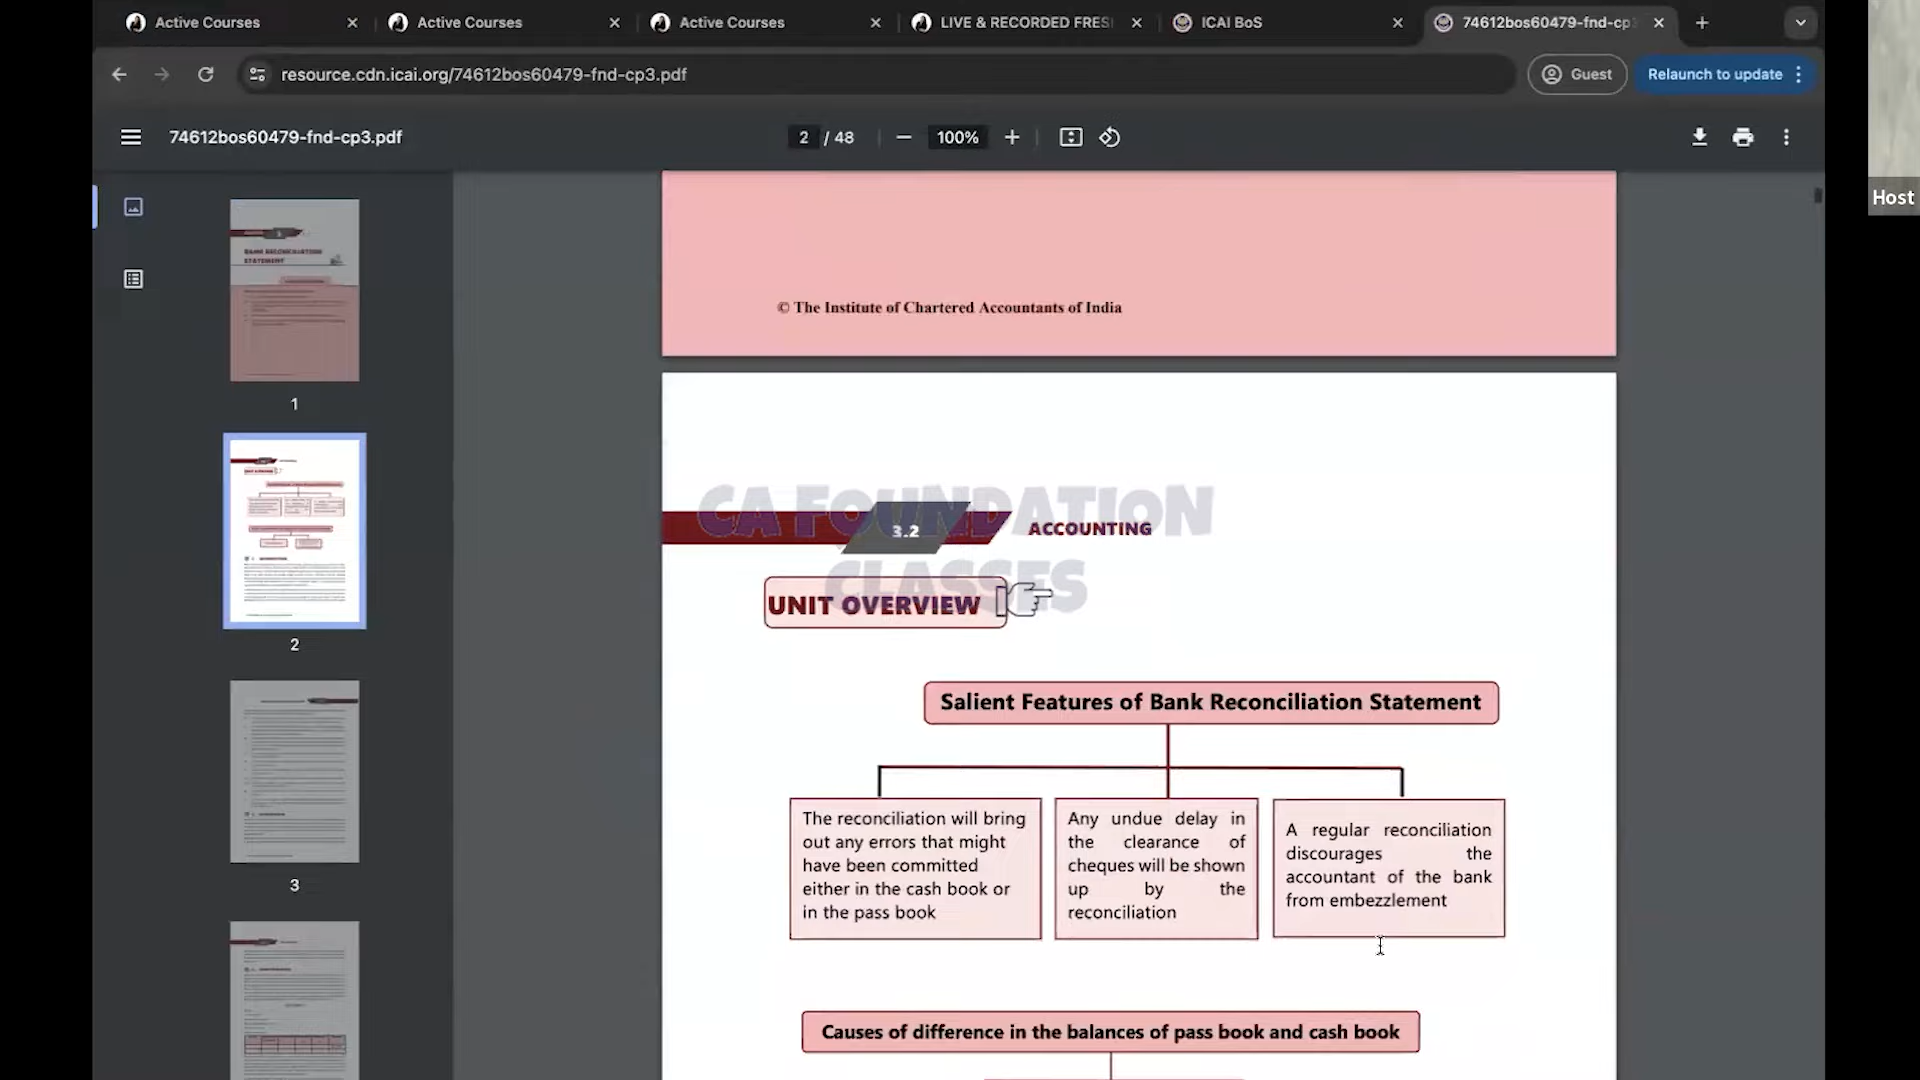 Active Courses
Active Courses
Active Courses
LIVE & RECORDED FRES
ICAI BoS
74612bos60479-fnd-cp3
resource.cdn.icai.org/74612bos60479-fnd-cp3.pdf
Guest
Relaunch to update
74612bos60479-fnd-cp3.pdf
2 / 48
100%
Host
BANK RECONCILIATION
STATEMENT
1
2
3
© The Institute of Chartered Accountants of India
CA FOUNDATION
CLASSES
3.2
ACCOUNTING
UNIT OVERVIEW
Salient Features of Bank Reconciliation Statement
The reconciliation will bring
out any errors that might
have been committed
either in the cash book or
in the pass book
Any undue delay in
the clearance of
cheques will be shown
up by the
reconciliation
A regular reconciliation
discourages the
accountant of the bank
from embezzlement
Causes of difference in the balances of pass book and cash book